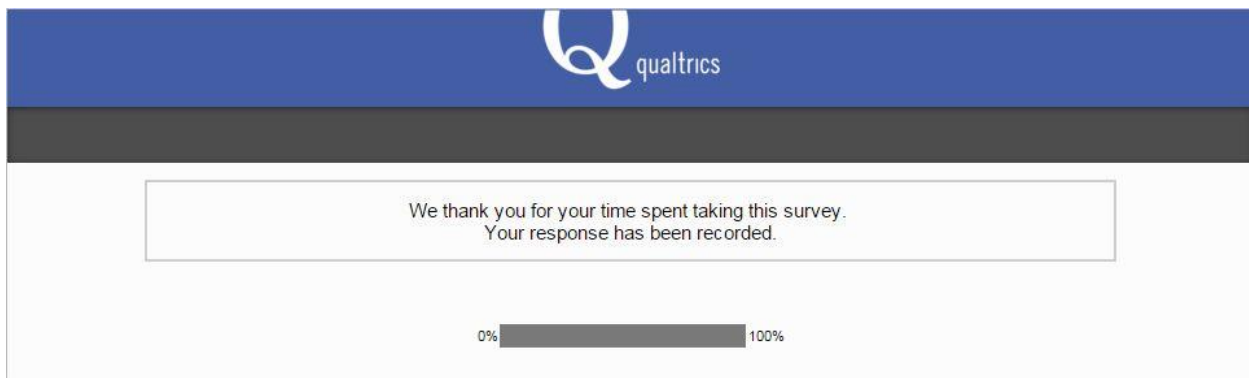 qualtrics
We thank you for your time spent taking this survey.
Your response has been recorded.
0% 100%